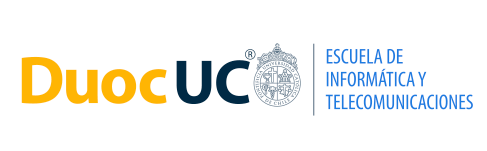 DuocUC®
ESCUELA DE
INFORMÁTICA Y
TELECOMUNICACIONES